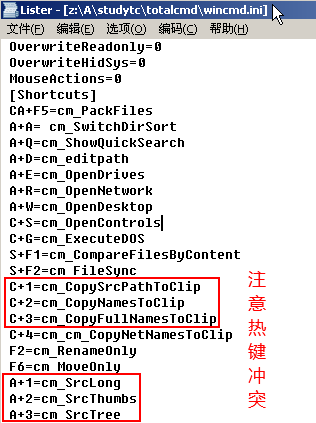 Lister - [z:\A\studytc\totalcmd\wincmd.ini]
文件(F) 编辑(E) 选项(O) 编码(C) 帮助(H)
OverwriteReadonly=0
OverwriteHidSys=0
MouseActions=0
[Shortcuts]
CA+F5=cm_PackFiles
A+A= cm_SwitchDirSort
A+Q=cm_ShowQuickSearch
A+D=cm_editpath
A+E=cm_OpenDrives
A+R=cm_OpenNetwork
A+W=cm_OpenDesktop
C+S=cm_OpenControls
C+G=cm_ExecuteDOS
S+F1=cm_CompareFilesByContent
S+F2=cm_FileSync
C+1=cm_CopySrcPathToClip
C+2=cm_CopyNamesToClip
C+3=cm_CopyFullNamesToClip
C+4=cm_cm_CopyNetNamesToClip
F2=cm_RenameOnly
F6=cm_MoveOnly
A+1=cm_SrcLong
A+2=cm_SrcThumbs
A+3=cm_SrcTree
注
意
热
键
冲
突